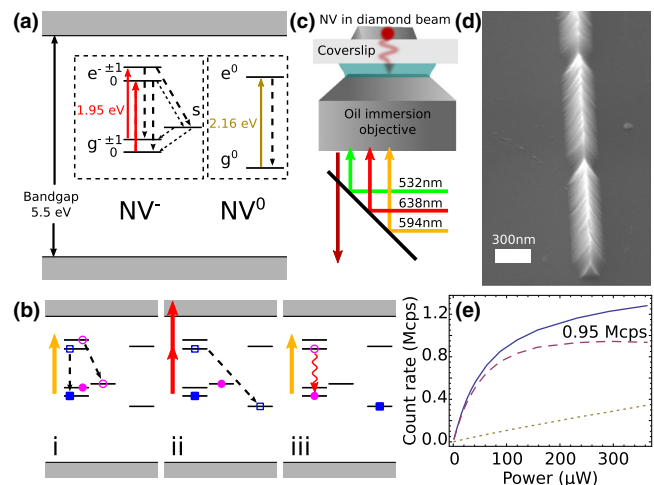 (a)
Bandgap
5.5 eV
e⁻ ±1
0
1.95 eV
g⁻ ±1
0
s
NV⁻
e⁰
2.16 eV
g⁰
NV⁰
(b)
i
ii
iii
(c)
NV in diamond beam
Coverslip
Oil immersion
objective
532nm
638nm
594nm
(d)
300nm
(e)
Count rate (Mcps)
1.2
0.8
0.4
0.0
0.95 Mcps
0 100 200 300
Power (μW)